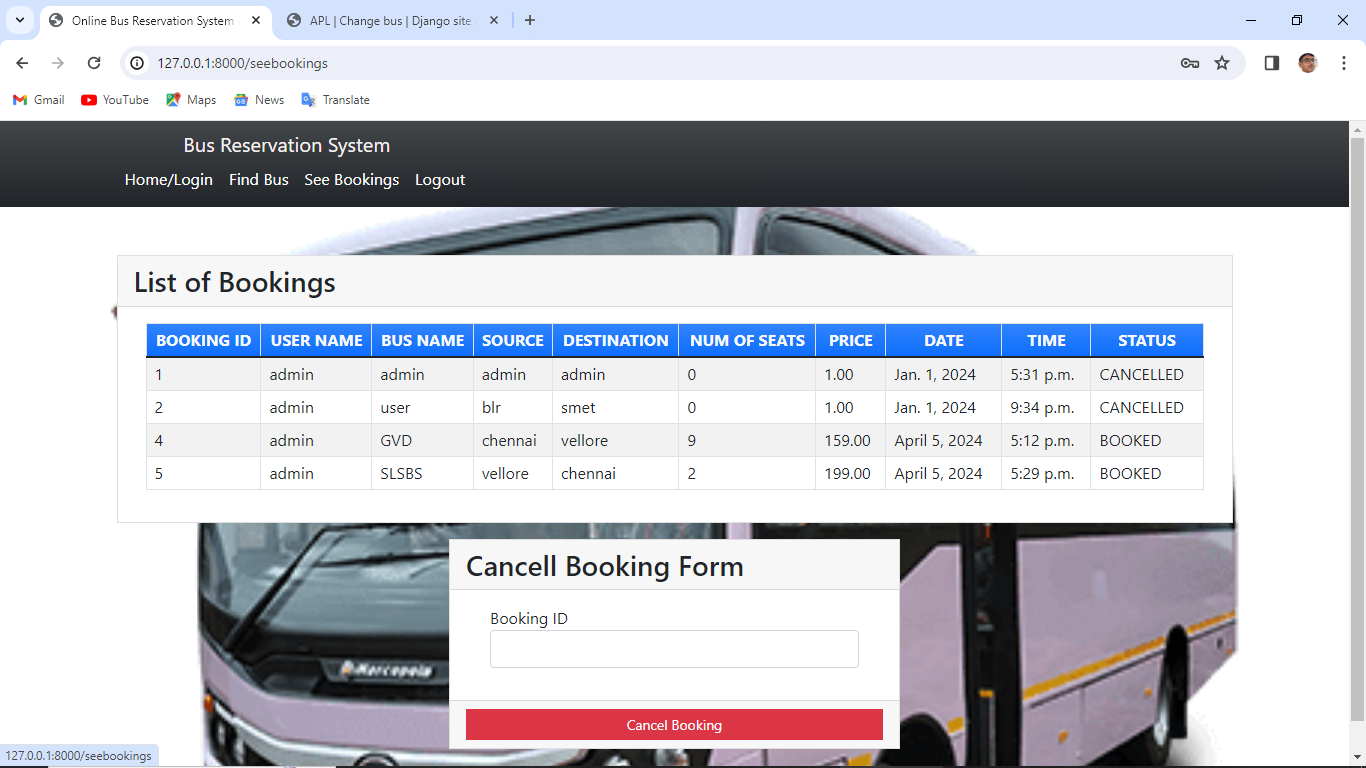 Online Bus Reservation System
APL | Change bus | Django site
127.0.0.1:8000/seebookings
Gmail YouTube Maps News Translate
Bus Reservation System
Home/Login Find Bus See Bookings Logout
List of Bookings
BOOKING ID USER NAME BUS NAME SOURCE DESTINATION NUM OF SEATS PRICE DATE TIME STATUS
1 admin admin admin admin 0 1.00 Jan. 1, 2024 5:31 p.m. CANCELLED
2 admin user blr smet 0 1.00 Jan. 1, 2024 9:34 p.m. CANCELLED
4 admin GVD chennai vellore 9 159.00 April 5, 2024 5:12 p.m. BOOKED
5 admin SLSBS vellore chennai 2 199.00 April 5, 2024 5:29 p.m. BOOKED
Cancell Booking Form
Booking ID
Marcopolo
Cancel Booking
127.0.0.1:8000/seebookings